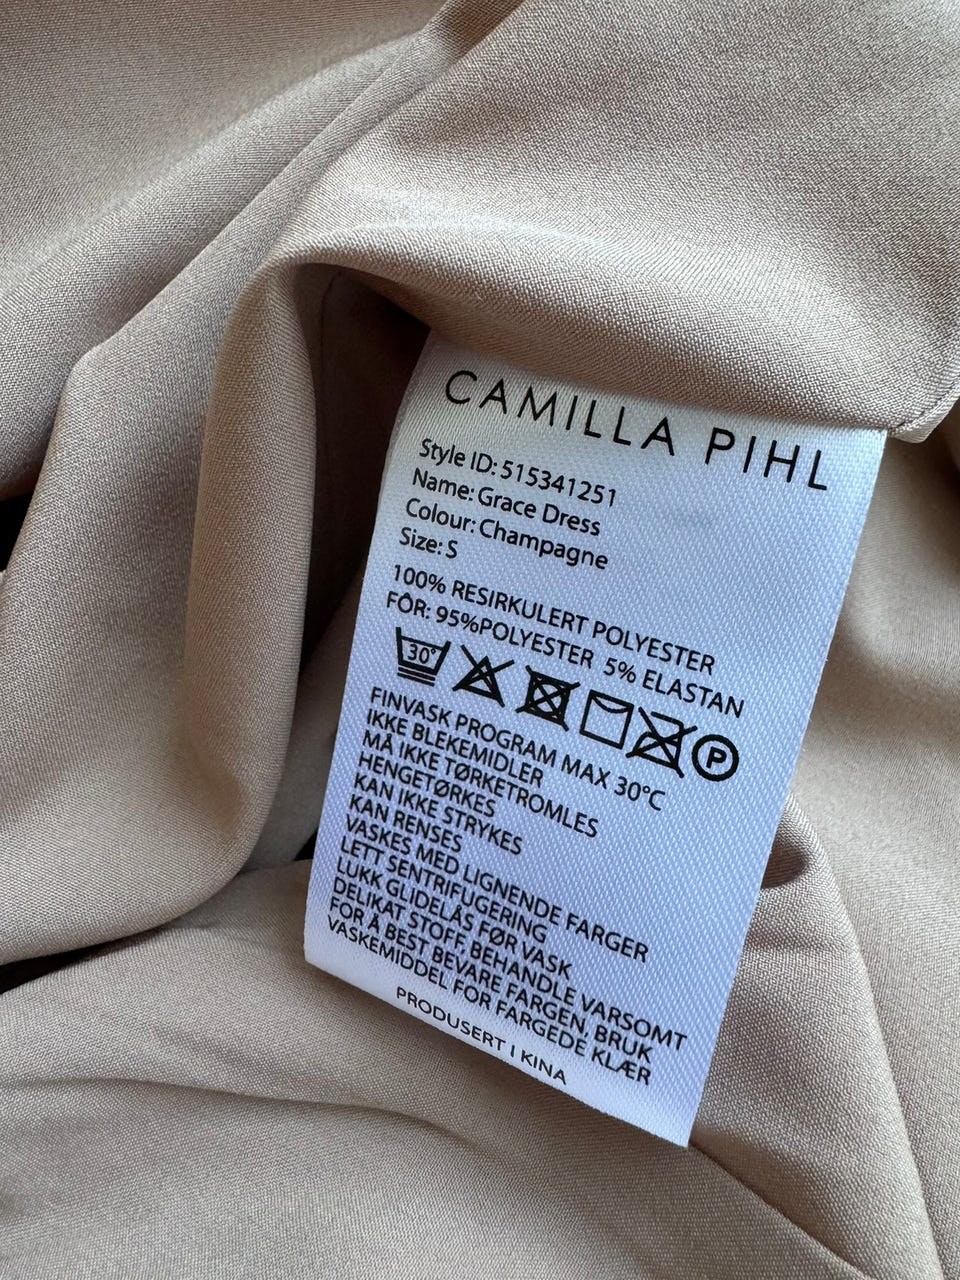 CAMILLA PIHL
Style ID: 515341251
Name: Grace Dress
Colour: Champagne
Size: S
100% RESIRKULERT POLYESTER
FÔR: 95%POLYESTER 5% ELASTAN
30°
P
FINVASK PROGRAM MAX 30°C
IKKE BLEKEMIDLER
MÅ IKKE TØRKETROMLES
HENGETØRKES
KAN IKKE STRYKES
KAN RENSES
VASKES MED LIGNENDE FARGER
LETT SENTRIFUGERING
LUKK GLIDELÅS FØR VASK
DELIKAT STOFF, BEHANDLE VARSOMT
FOR Å BEST BEVARE FARGEN, BRUK
VASKEMIDDEL FOR FARGEDE KLÆR
PRODUSERT I KINA